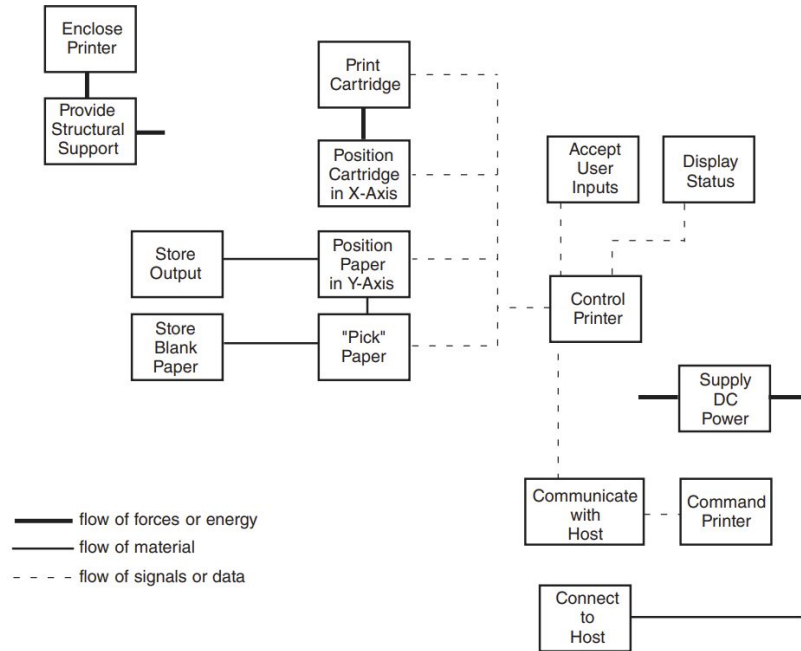 Enclose
Printer
Provide
Structural
Support
Print
Cartridge
Position
Cartridge
in X-Axis
Accept
User
Inputs
Display
Status
Store
Output
Position
Paper
in Y-Axis
Control
Printer
Store
Blank
Paper
"Pick"
Paper
Supply
DC
Power
Communicate
with
Host
Command
Printer
Connect
to
Host
flow of forces or energy
flow of material
flow of signals or data